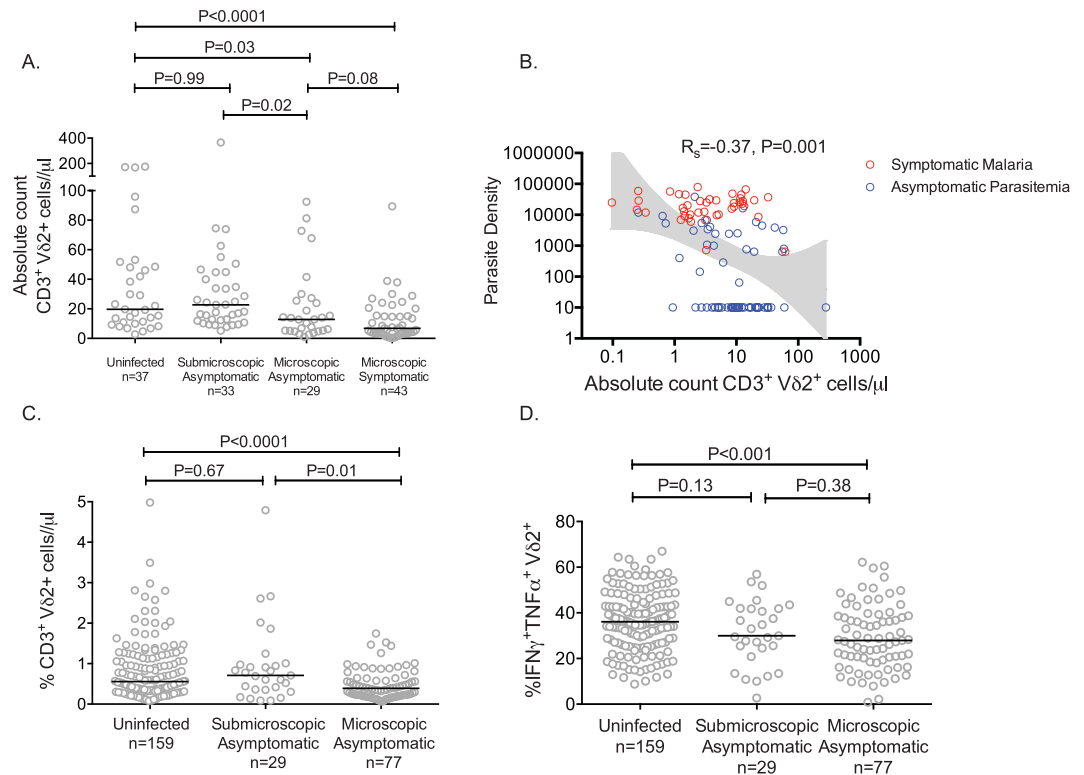 A.
P<0.0001
P=0.03
P=0.99
P=0.08
P=0.02
Absolute count
CD3+ Vδ2+ cells//μl
400
200
100
80
60
40
20
0
Uninfected
n=37
Submicroscopic
Asymptomatic
n=33
Microscopic
Asymptomatic
n=29
Microscopic
Symptomatic
n=43
B.
Rs=-0.37, P=0.001
Symptomatic Malaria
Asymptomatic Parasitemia
Parasite Density
1000000
100000
10000
1000
100
10
1
0.1
1
10
100
1000
Absolute count CD3+ Vδ2+ cells/μl
C.
P<0.0001
P=0.67
P=0.01
% CD3+ Vδ2+ cells//μl
5
4
3
2
1
0
Uninfected
n=159
Submicroscopic
Asymptomatic
n=29
Microscopic
Asymptomatic
n=77
D.
P<0.001
P=0.13
P=0.38
%IFNγ+TNFα+ Vδ2+
80
60
40
20
0
Uninfected
n=159
Submicroscopic
Asymptomatic
n=29
Microscopic
Asymptomatic
n=77